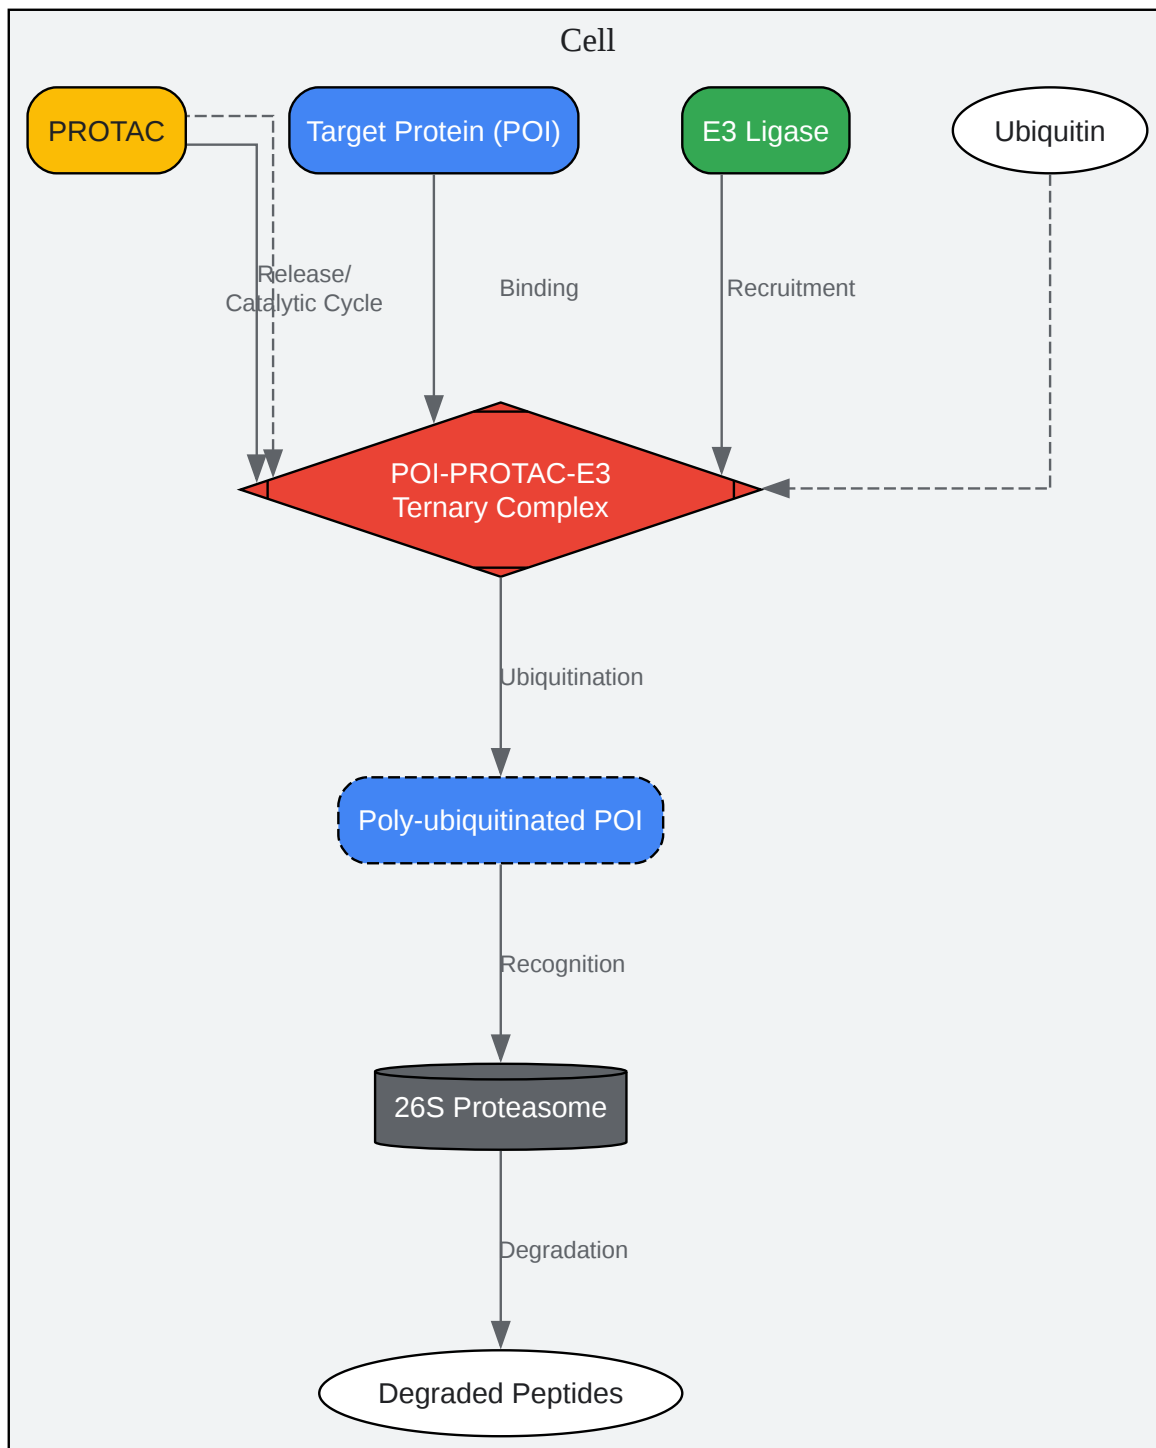 Cell
PROTAC
Target Protein (POI)
E3 Ligase
Ubiquitin
Release/
Catalytic Cycle
Binding
Recruitment
POI-PROTAC-E3
Ternary Complex
Ubiquitination
Poly-ubiquitinated POI
Recognition
26S Proteasome
Degradation
Degraded Peptides